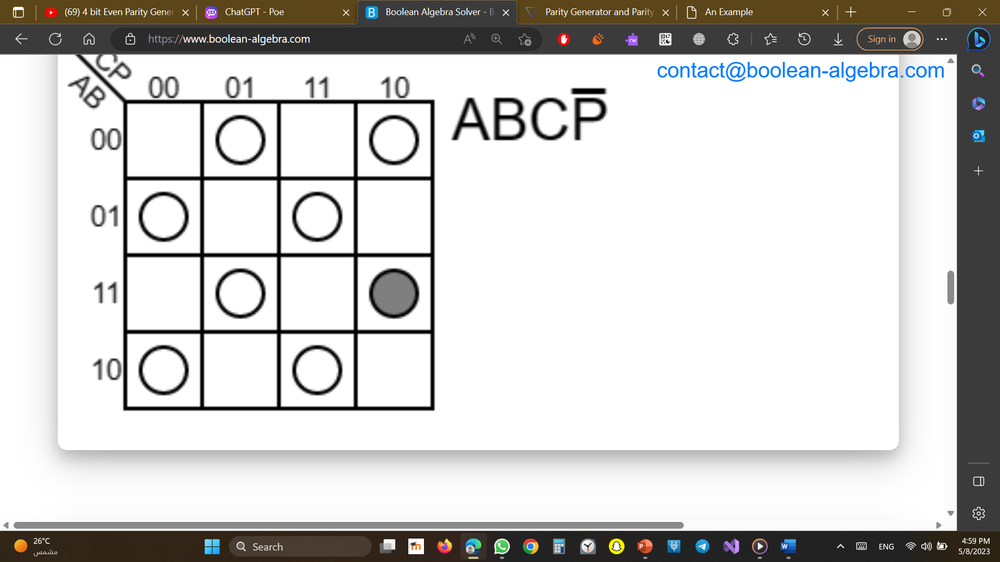 (69) 4 bit Even Parity Gener
ChatGPT - Poe
Boolean Algebra Solver - B
Parity Generator and Parity
An Example
https://www.boolean-algebra.com
Sign in
contact@boolean-algebra.com
CP
AB
00 01 11 10
ABCP̅
00
01
11
10
26°C
مشمس
Search
ENG
4:59 PM
5/8/2023